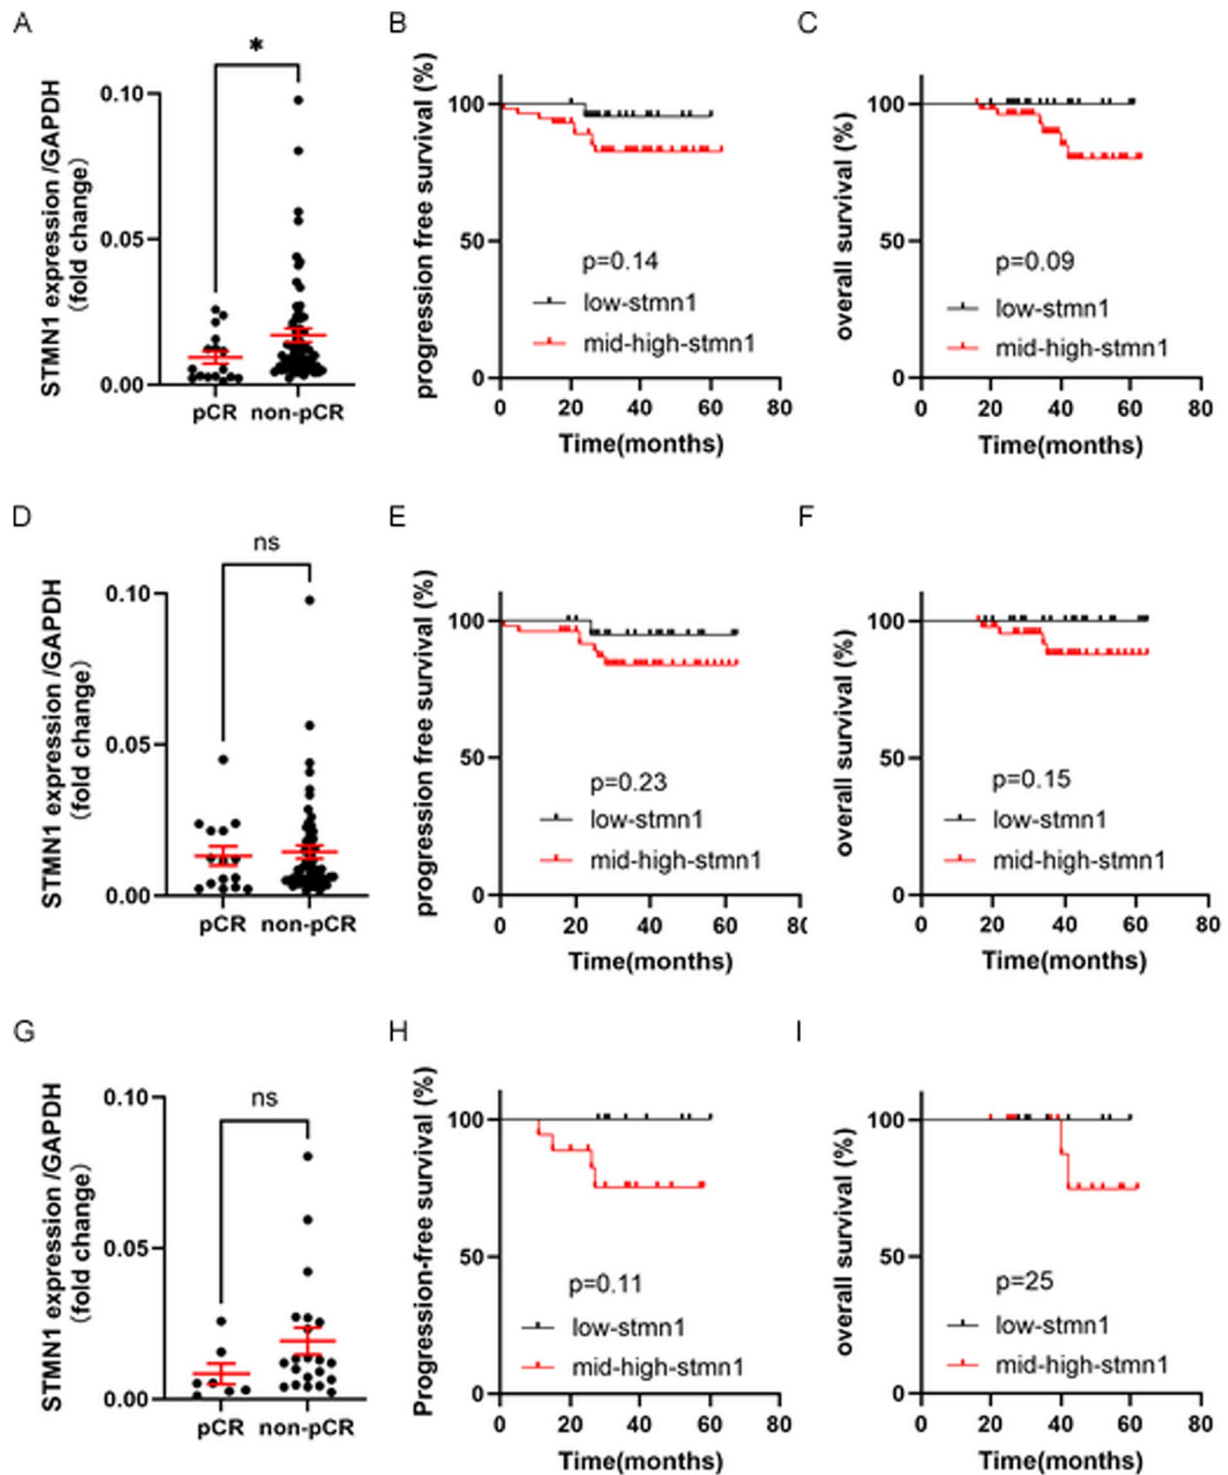 A
STMN1 expression /GAPDH
(fold change)
*
0.10
0.05
0.00
pCR non-pCR
B
progression free survival (%)
100
50
0
p=0.14
low-stmn1
mid-high-stmn1
0 20 40 60 80
Time(months)
C
overall survival (%)
100
50
0
p=0.09
low-stmn1
mid-high-stmn1
0 20 40 60 80
Time(months)
D
STMN1 expression /GAPDH
(fold change)
ns
0.10
0.05
0.00
pCR non-pCR
E
progression free survival (%)
100
50
0
p=0.23
low-stmn1
mid-high-stmn1
0 20 40 60 80
Time(months)
F
overall survival (%)
100
50
0
p=0.15
low-stmn1
mid-high-stmn1
0 20 40 60 80
Time(months)
G
STMN1 expression /GAPDH
(fold change)
ns
0.10
0.05
0.00
pCR non-pCR
H
Progression-free survival (%)
100
50
0
p=0.11
low-stmn1
mid-high-stmn1
0 20 40 60 80
Time(months)
I
overall survival (%)
100
50
0
p=25
low-stmn1
mid-high-stmn1
0 20 40 60 80
Time(months)